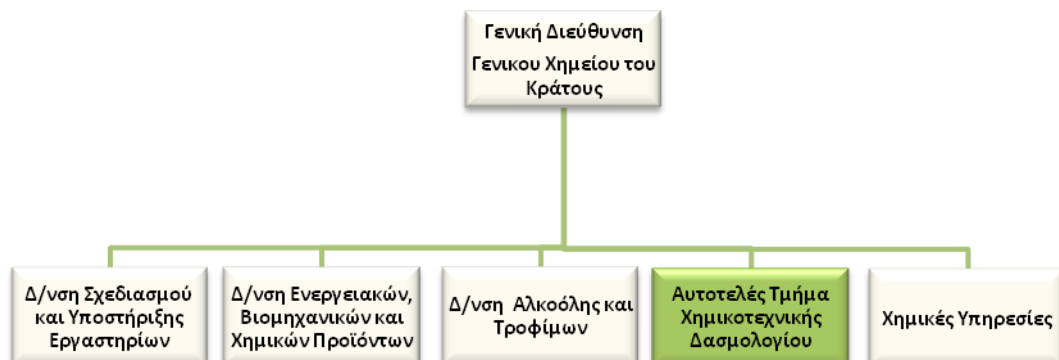 Γενική Διεύθυνση
Γενικου Χημείου του
Κράτους
Δ/νση Σχεδιασμού
και Υποστήριξης
Εργαστηρίων
Δ/νση Ενεργειακών,
Βιομηχανικών και
Χημικών Προϊόντων
Δ/νση Αλκοόλης και
Τροφίμων
Αυτοτελές Τμήμα
Χημικοτεχνικής
Δασμολογίου
Χημικές Υπηρεσίες